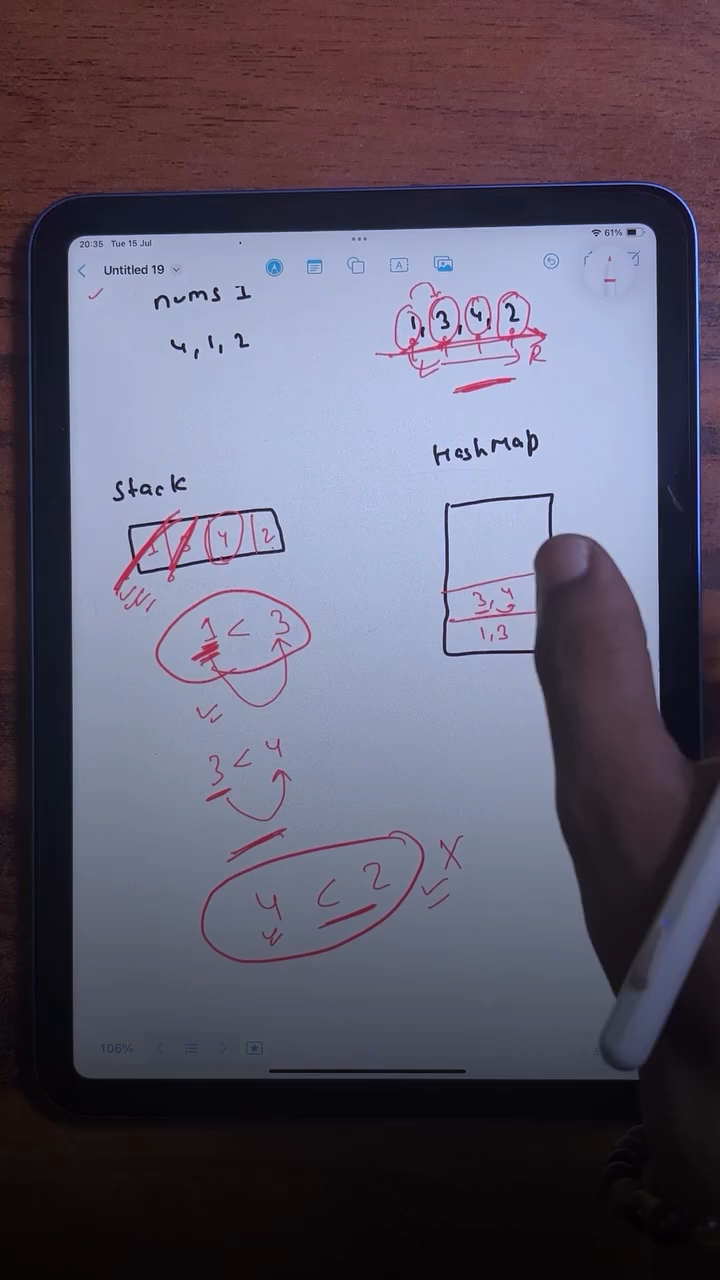 20:35 Tue 15 Jul
61%
Untitled 19
nums 1
4,1,2
1,3,4,2
R
HashMap
Stack
4 2
3,4
1,3
1 < 3
3 < 4
4 < 2 X
106%